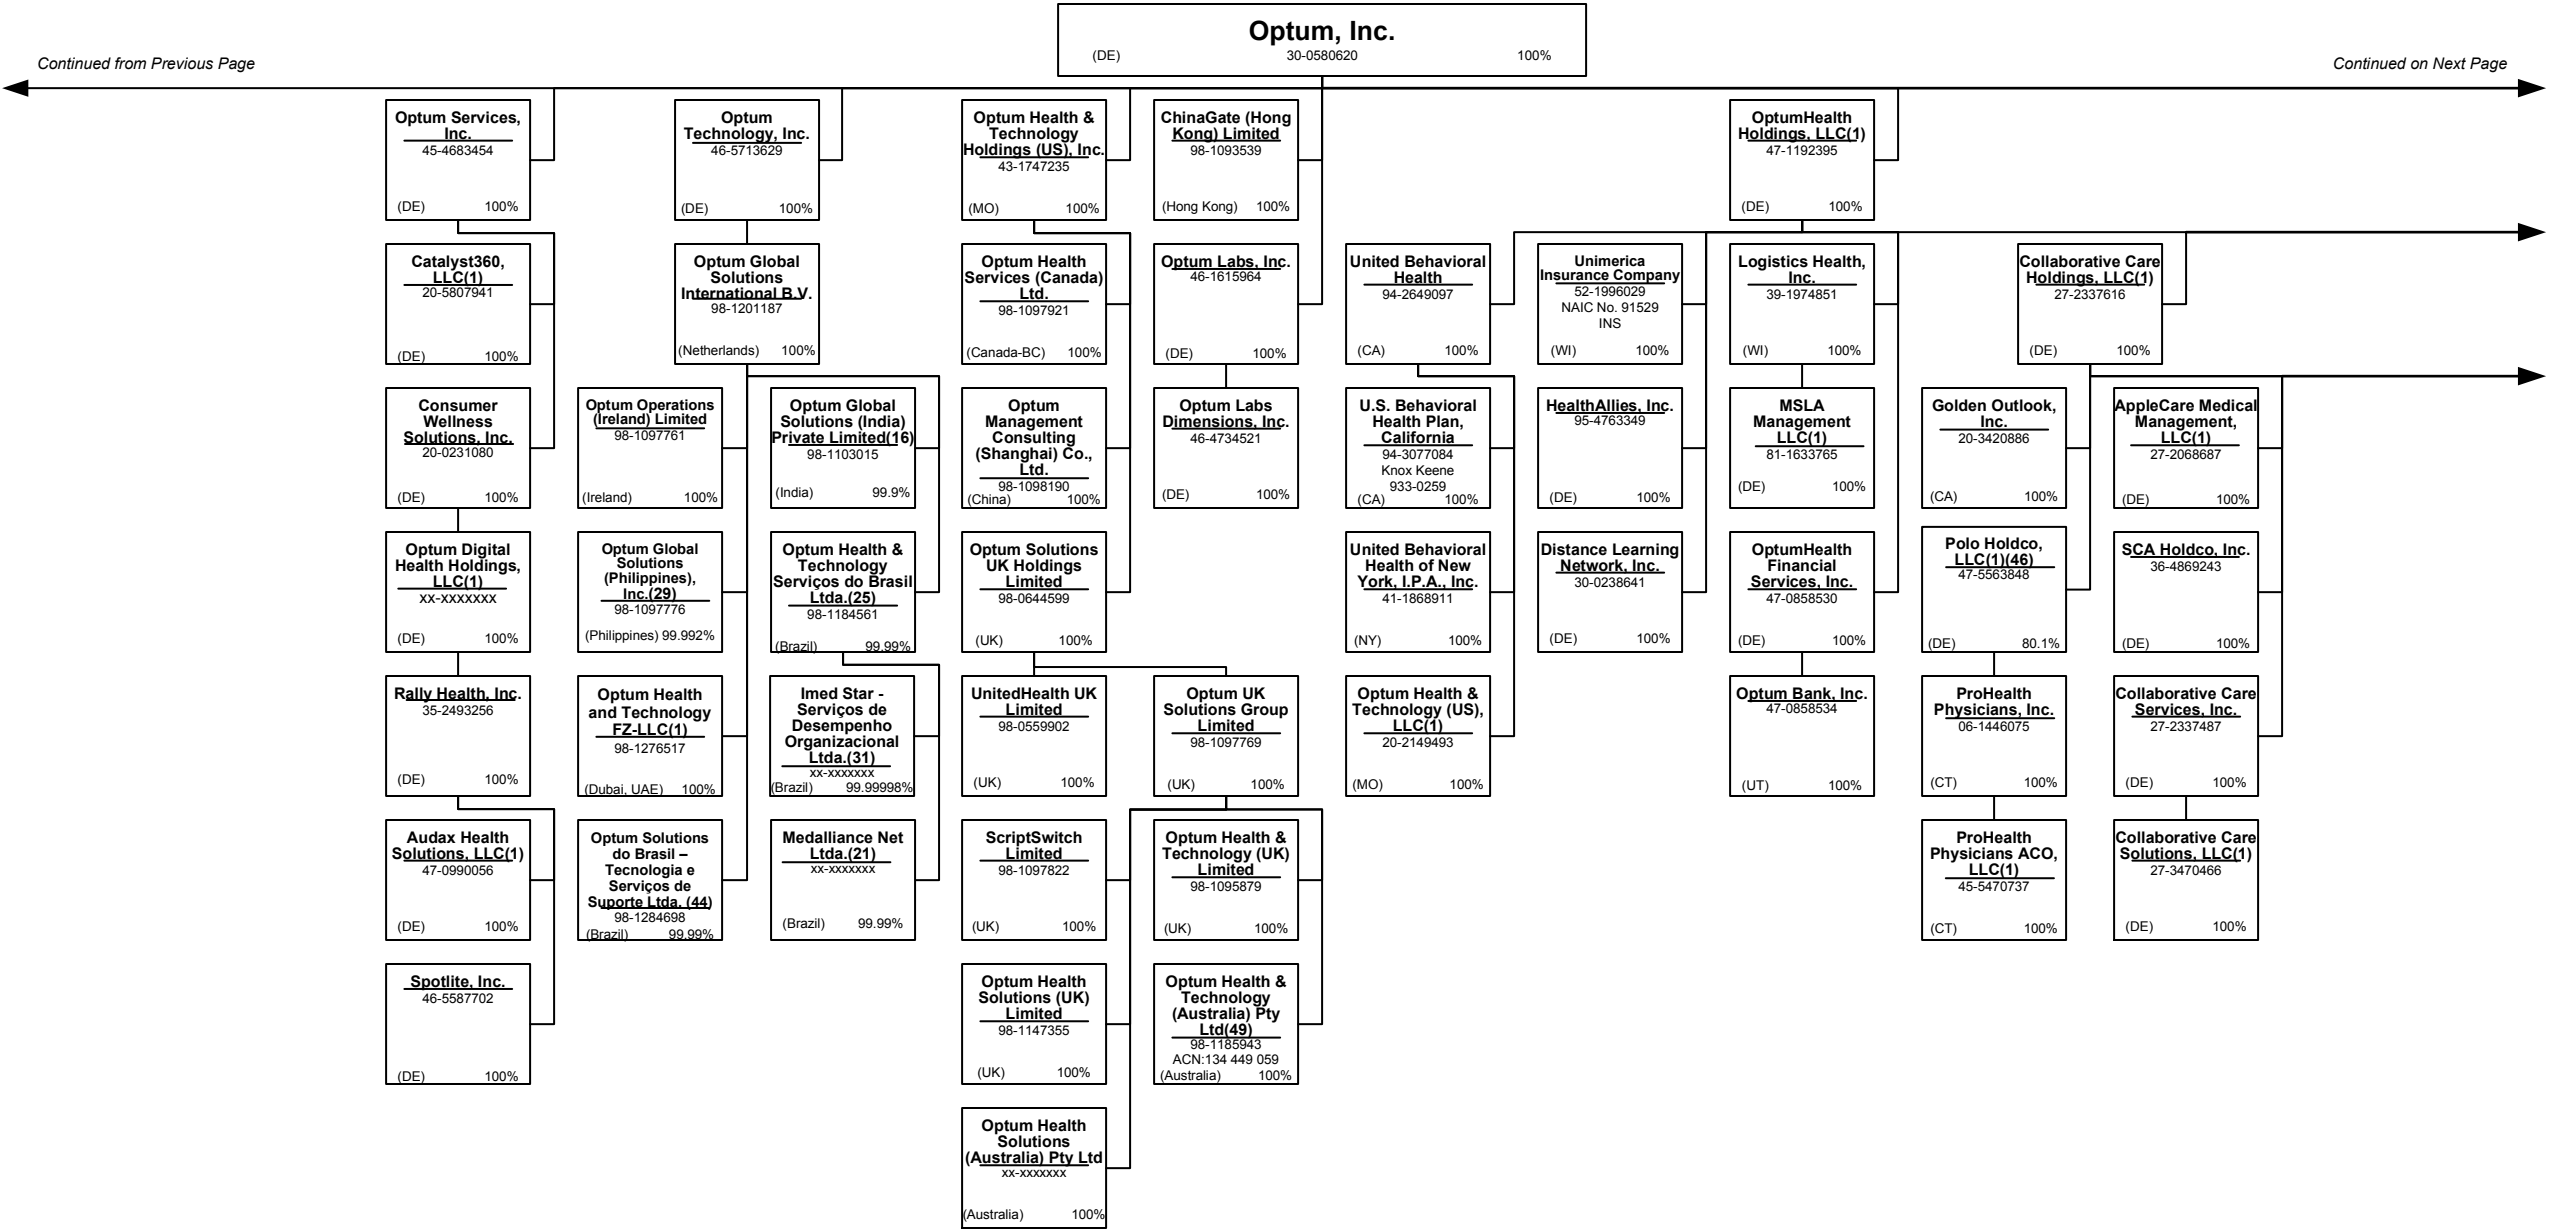 Optum, Inc.
(DE) 30-0580620 100%
Continued from Previous Page
Continued on Next Page
Optum Services,
Inc.
45-4683454
(DE) 100%
Optum
Technology, Inc.
46-5713629
(DE) 100%
Optum Health &
Technology
Holdings (US), Inc.
43-1747235
(MO) 100%
ChinaGate (Hong
Kong) Limited
98-1093539
(Hong Kong) 100%
OptumHealth
Holdings, LLC(1)
47-1192395
(DE) 100%
Catalyst360,
LLC(1)
20-5807941
(DE) 100%
Optum Global
Solutions
International B.V.
98-1201187
(Netherlands) 100%
Optum Health
Services (Canada)
Ltd.
98-1097921
(Canada-BC) 100%
Optum Labs, Inc.
46-1615964
(DE) 100%
United Behavioral
Health
94-2649097
(CA) 100%
Unimerica
Insurance Company
52-1996029
NAIC No. 91529
INS
(WI) 100%
Logistics Health,
Inc.
39-1974851
(WI) 100%
Collaborative Care
Holdings, LLC(1)
27-2337616
(DE) 100%
Consumer
Wellness
Solutions, Inc.
20-0231080
(DE) 100%
Optum Operations
(Ireland) Limited
98-1097761
(Ireland) 100%
Optum Global
Solutions (India)
Private Limited(16)
98-1103015
(India) 99.9%
Optum
Management
Consulting
(Shanghai) Co.,
Ltd.
98-1098190
(China) 100%
Optum Labs
Dimensions, Inc.
46-4734521
(DE) 100%
U.S. Behavioral
Health Plan,
California
94-3077084
Knox Keene
933-0259
(CA) 100%
HealthAllies, Inc.
95-4763349
(DE) 100%
MSLA
Management
LLC(1)
81-1633765
(DE) 100%
Golden Outlook,
Inc.
20-3420886
(CA) 100%
AppleCare Medical
Management,
LLC(1)
27-2068687
(DE) 100%
Optum Digital
Health Holdings,
LLC(1)
xx-xxxxxxx
(DE) 100%
Optum Global
Solutions
(Philippines),
Inc.(29)
98-1097776
(Philippines) 99.992%
Optum Health &
Technology
Serviços do Brasil
Ltda.(25)
98-1184561
(Brazil) 99.99%
Optum Solutions
UK Holdings
Limited
98-0644599
(UK) 100%
United Behavioral
Health of New
York, I.P.A., Inc.
41-1868911
(NY) 100%
Distance Learning
Network, Inc.
30-0238641
(DE) 100%
OptumHealth
Financial
Services, Inc.
47-0858530
(DE) 100%
Polo Holdco,
LLC(1)(46)
47-5563848
(DE) 80.1%
SCA Holdco, Inc.
36-4869243
(DE) 100%
Rally Health, Inc.
35-2493256
(DE) 100%
Optum Health
and Technology
FZ-LLC(1)
98-1276517
(Dubai, UAE) 100%
Imed Star -
Serviços de
Desempenho
Organizacional
Ltda.(31)
xx-xxxxxxx
(Brazil) 99.99998%
UnitedHealth UK
Limited
98-0559902
(UK) 100%
Optum UK
Solutions Group
Limited
98-1097769
(UK) 100%
Optum Health &
Technology (US),
LLC(1)
20-2149493
(MO) 100%
Optum Bank, Inc.
47-0858534
(UT) 100%
ProHealth
Physicians, Inc.
06-1446075
(CT) 100%
Collaborative Care
Services, Inc.
27-2337487
(DE) 100%
Audax Health
Solutions, LLC(1)
47-0990056
(DE) 100%
Optum Solutions
do Brasil –
Tecnologia e
Serviços de
Suporte Ltda. (44)
98-1284698
(Brazil) 99.99%
Medalliance Net
Ltda.(21)
xx-xxxxxxx
(Brazil) 99.99%
ScriptSwitch
Limited
98-1097822
(UK) 100%
Optum Health &
Technology (UK)
Limited
98-1095879
(UK) 100%
ProHealth
Physicians ACO,
LLC(1)
45-5470737
(CT) 100%
Collaborative Care
Solutions, LLC(1)
27-3470466
(DE) 100%
Spotlite, Inc.
46-5587702
(DE) 100%
Optum Health
Solutions (UK)
Limited
98-1147355
(UK) 100%
Optum Health &
Technology
(Australia) Pty
Ltd(49)
98-1185943
ACN:134 449 059
(Australia) 100%
Optum Health
Solutions
(Australia) Pty Ltd
xx-xxxxxxx
(Australia) 100%